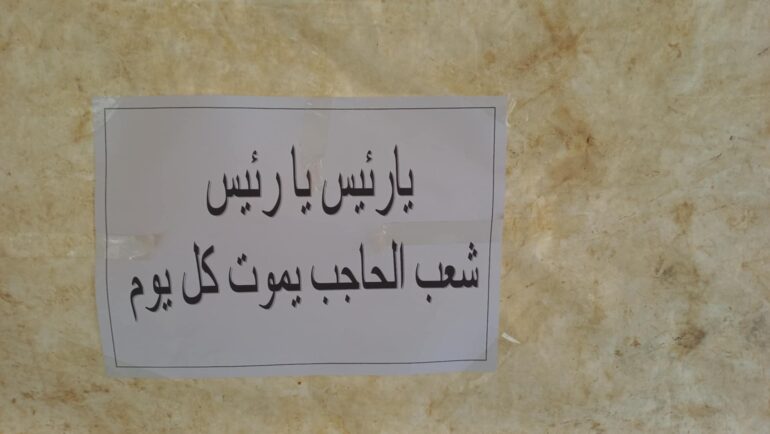 يارئيس يا رئيس
شعب الحاجب يموت كل يوم